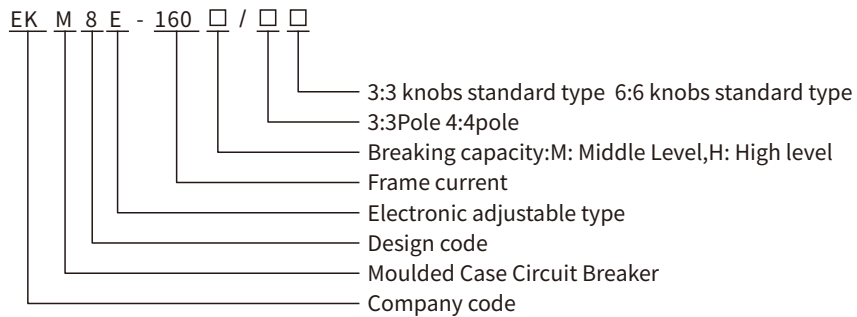 EK M 8 E - 160 □ / □ □
3:3 knobs standard type 6:6 knobs standard type
3:3Pole 4:4pole
Breaking capacity:M: Middle Level,H: High level
Frame current
Electronic adjustable type
Design code
Moulded Case Circuit Breaker
Company code